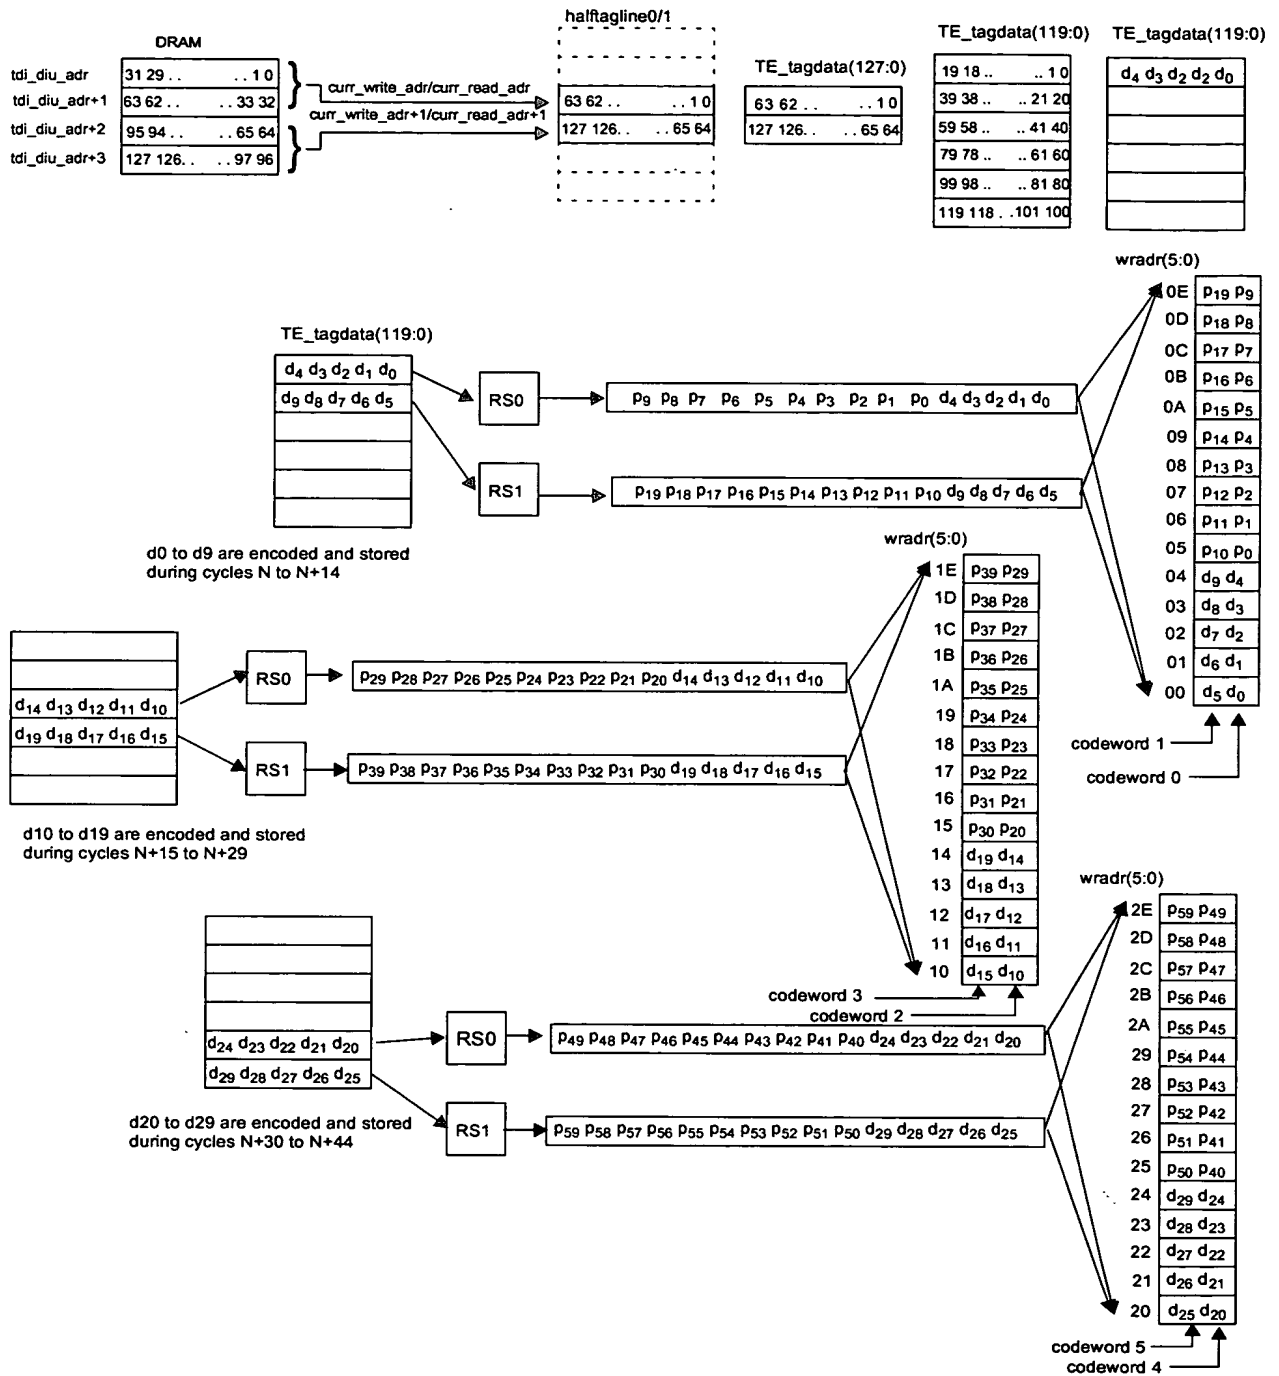 halftagline0/1
TE_tagdata(119:0) TE_tagdata(119:0)
DRAM
TE_tagdata(127:0)
tdi_diu_adr 31 29 . . . . 1 0
tdi_diu_adr+1 63 62 . . . . 33 32
tdi_diu_adr+2 95 94 . . . . 65 64
tdi_diu_adr+3 127 126. . . . 97 96
curr_write_adr/curr_read_adr
curr_write_adr+1/curr_read_adr+1
63 62 . . . . 1 0
127 126. . . . 65 64
63 62 . . . . 1 0
127 126. . . . 65 64
19 18 .. .. 1 0
39 38 .. .. 21 20
59 58 .. .. 41 40
79 78 .. .. 61 60
99 98 .. .. 81 80
119 118 . . 101 100
d4 d3 d2 d2 d0
TE_tagdata(119:0)
d4 d3 d2 d1 d0
d9 d8 d7 d6 d5
RS0
p9 p8 p7 p6 p5 p4 p3 p2 p1 p0 d4 d3 d2 d1 d0
RS1
p19 p18 p17 p16 p15 p14 p13 p12 p11 p10 d9 d8 d7 d6 d5
d0 to d9 are encoded and stored
during cycles N to N+14
wradr(5:0)
0E p19 p9
0D p18 p8
0C p17 p7
0B p16 p6
0A p15 p5
09 p14 p4
08 p13 p3
07 p12 p2
06 p11 p1
05 p10 p0
04 d9 d4
03 d8 d3
02 d7 d2
01 d6 d1
00 d5 d0
codeword 1
codeword 0
d14 d13 d12 d11 d10
d19 d18 d17 d16 d15
RS0
p29 p28 p27 p26 p25 p24 p23 p22 p21 p20 d14 d13 d12 d11 d10
RS1
p39 p38 p37 p36 p35 p34 p33 p32 p31 p30 d19 d18 d17 d16 d15
d10 to d19 are encoded and stored
during cycles N+15 to N+29
wradr(5:0)
1E p39 p29
1D p38 p28
1C p37 p27
1B p36 p26
1A p35 p25
19 p34 p24
18 p33 p23
17 p32 p22
16 p31 p21
15 p30 p20
14 d19 d14
13 d18 d13
12 d17 d12
11 d16 d11
10 d15 d10
codeword 3
codeword 2
d24 d23 d22 d21 d20
d29 d28 d27 d26 d25
RS0
p49 p48 p47 p46 p45 p44 p43 p42 p41 p40 d24 d23 d22 d21 d20
RS1
p59 p58 p57 p56 p55 p54 p53 p52 p51 p50 d29 d28 d27 d26 d25
d20 to d29 are encoded and stored
during cycles N+30 to N+44
wradr(5:0)
2E p59 p49
2D p58 p48
2C p57 p47
2B p56 p46
2A p55 p45
29 p54 p44
28 p53 p43
27 p52 p42
26 p51 p41
25 p50 p40
24 d29 d24
23 d28 d23
22 d27 d22
21 d26 d21
20 d25 d20
codeword 5
codeword 4